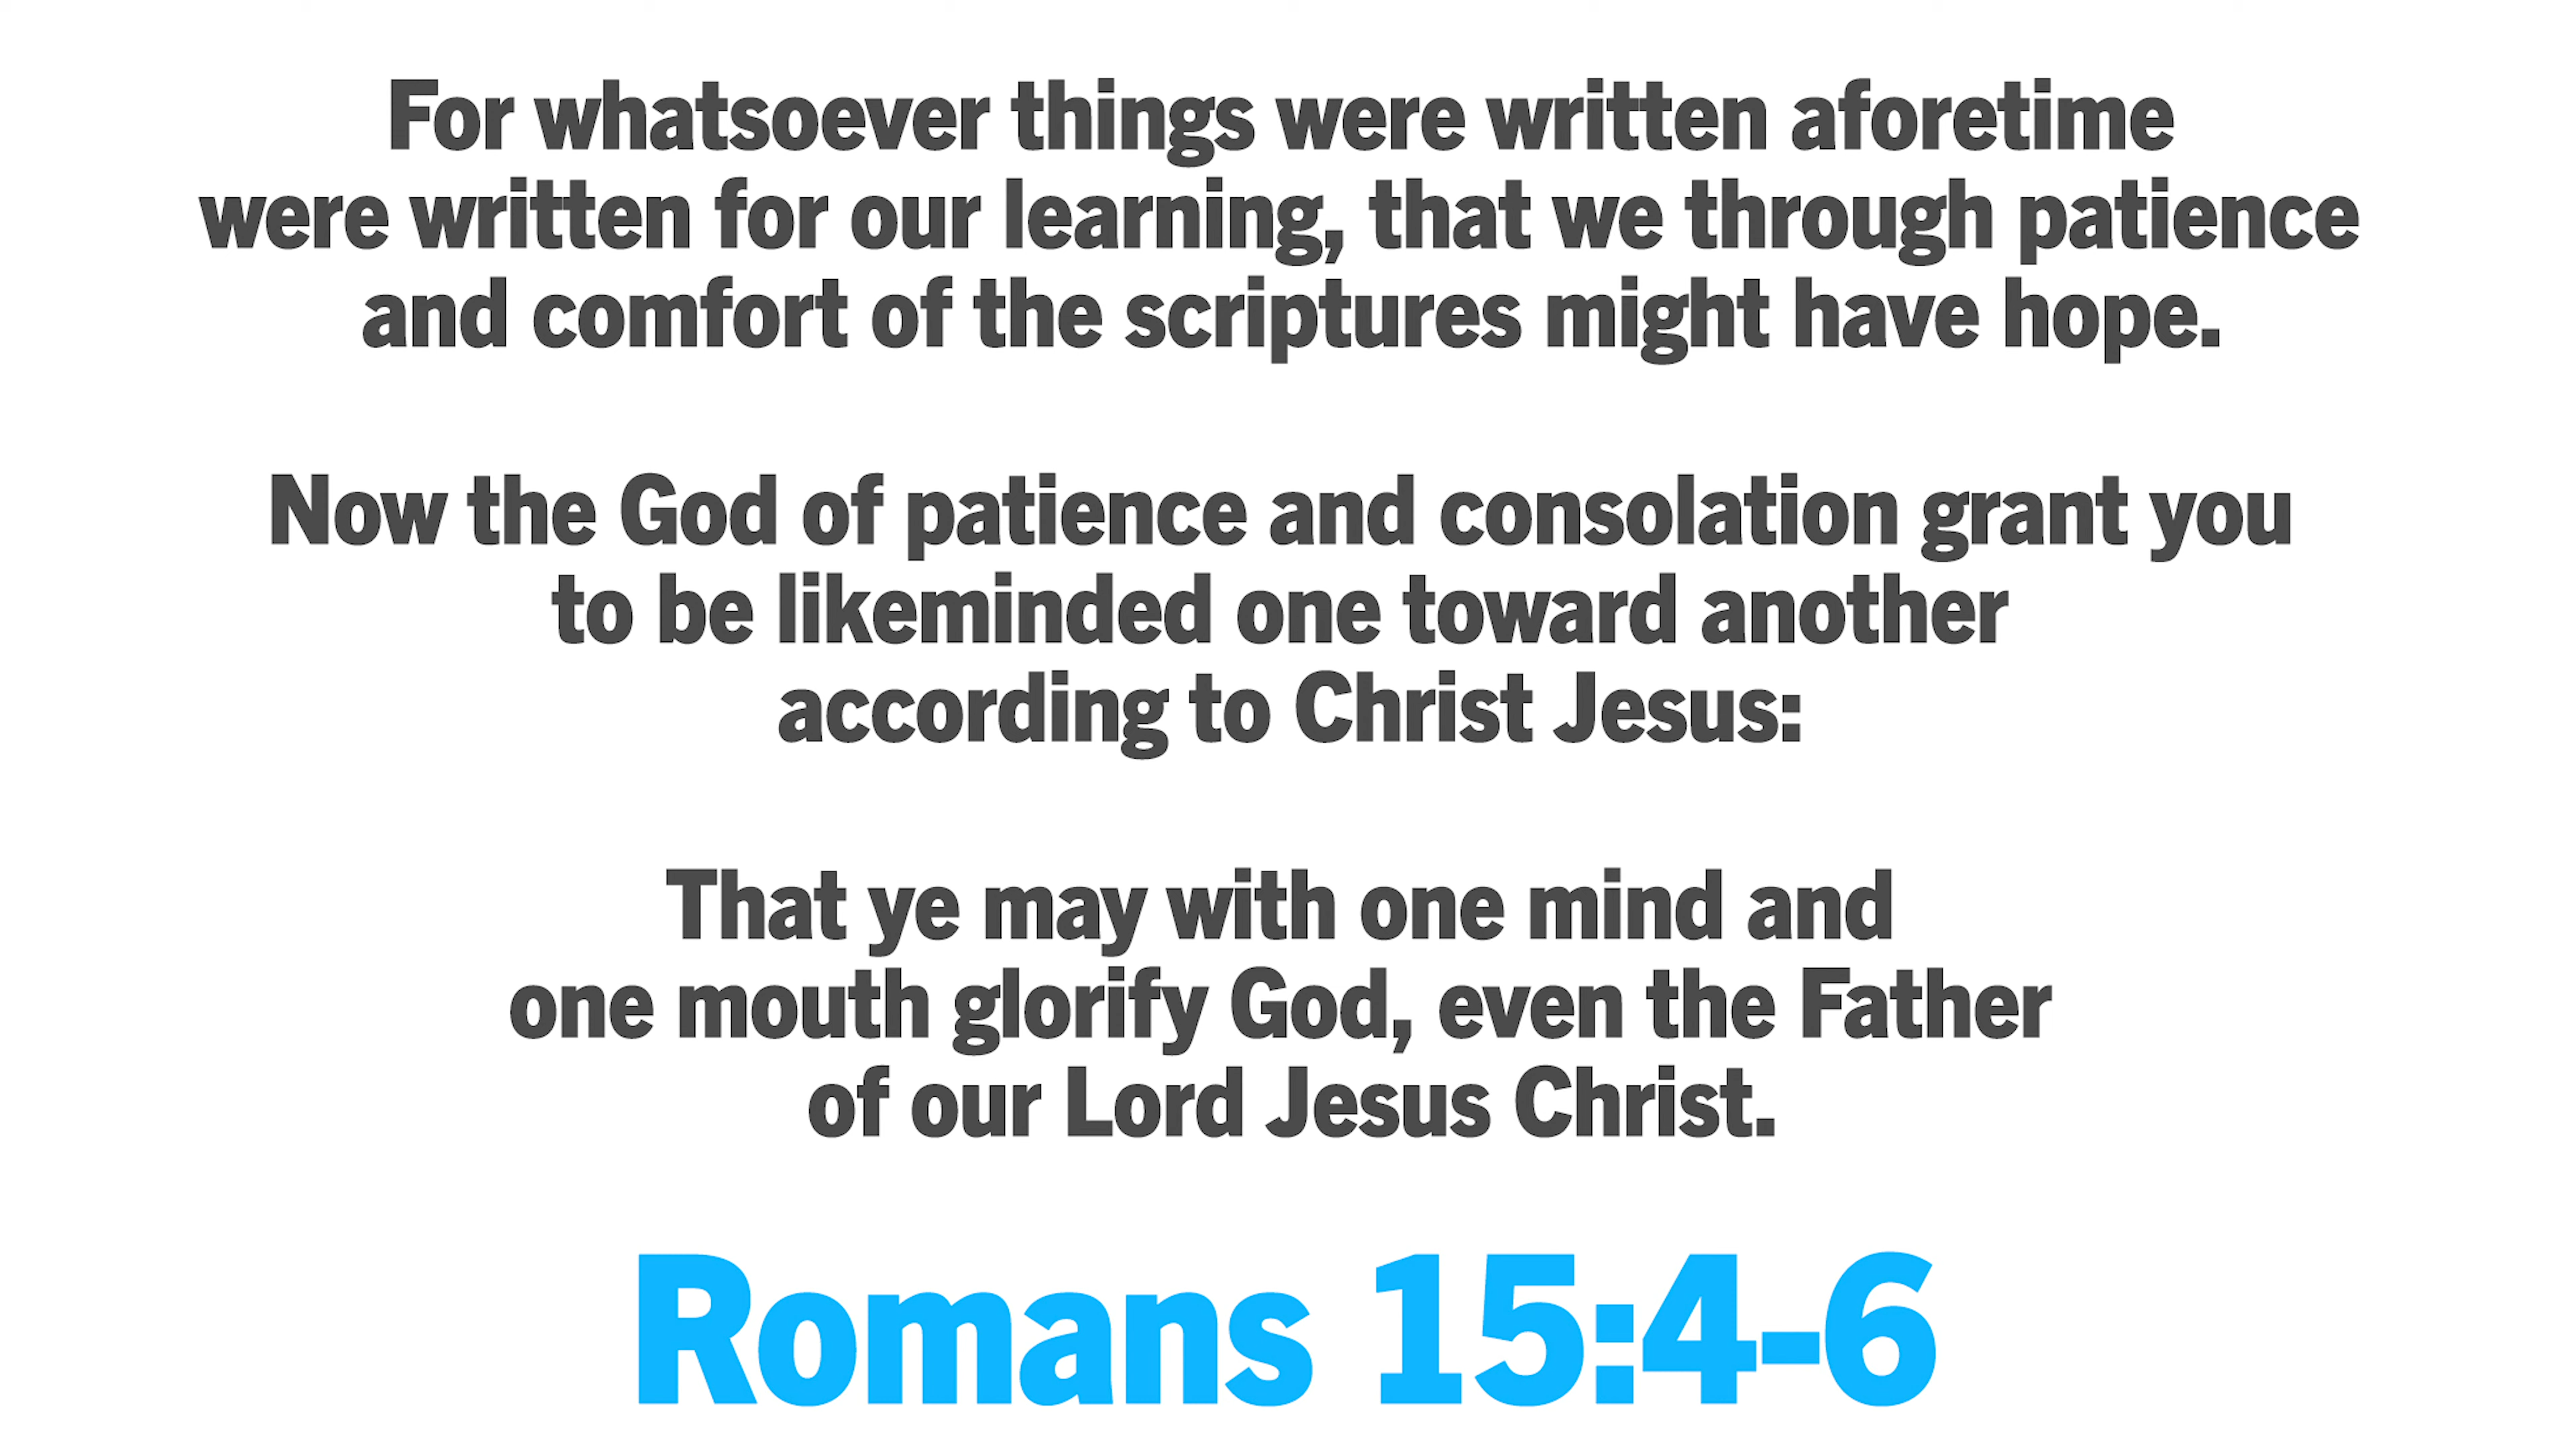 For whatsoever things were written aforetime
were written for our learning, that we through patience
and comfort of the scriptures might have hope.
Now the God of patience and consolation grant you
to be likeminded one toward another
according to Christ Jesus:
That ye may with one mind and
one mouth glorify God, even the Father
of our Lord Jesus Christ.
Romans 15:4-6